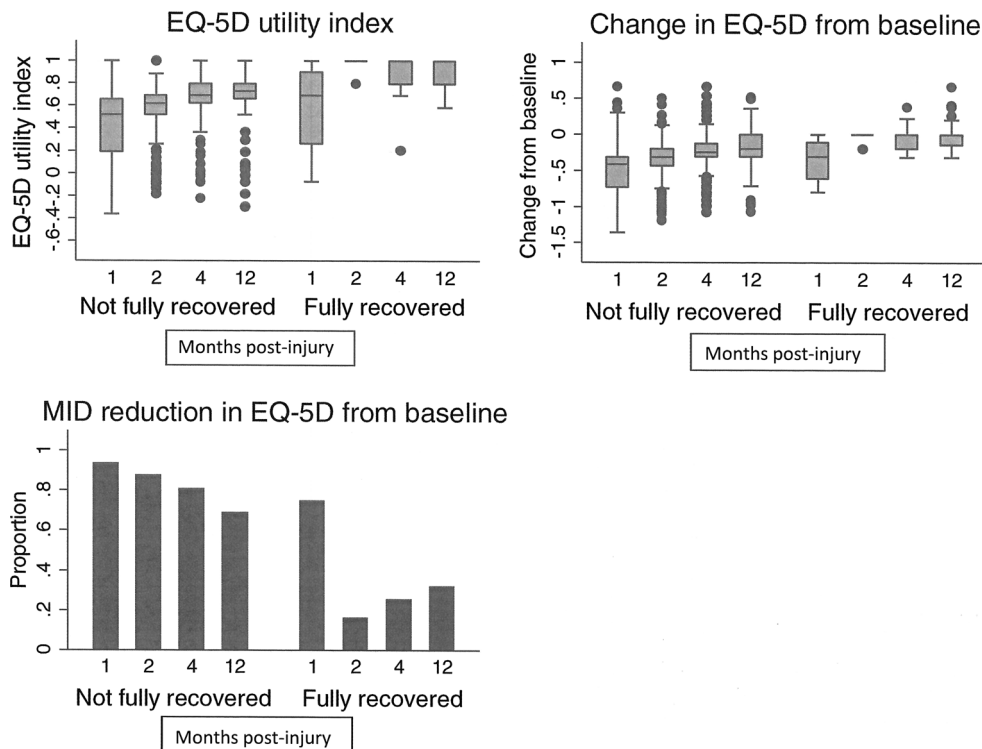 EQ-5D utility index
EQ-5D utility index
1
.8
.6
.4
.2
0
-.2
-.4
-.6
1 2 4 12 1 2 4 12
Not fully recovered Fully recovered
Months post-injury
Change in EQ-5D from baseline
Change from baseline
1
.5
0
-.5
-1
-1.5
1 2 4 12 1 2 4 12
Not fully recovered Fully recovered
Months post-injury
MID reduction in EQ-5D from baseline
Proportion
1
.8
.6
.4
.2
0
1 2 4 12 1 2 4 12
Not fully recovered Fully recovered
Months post-injury